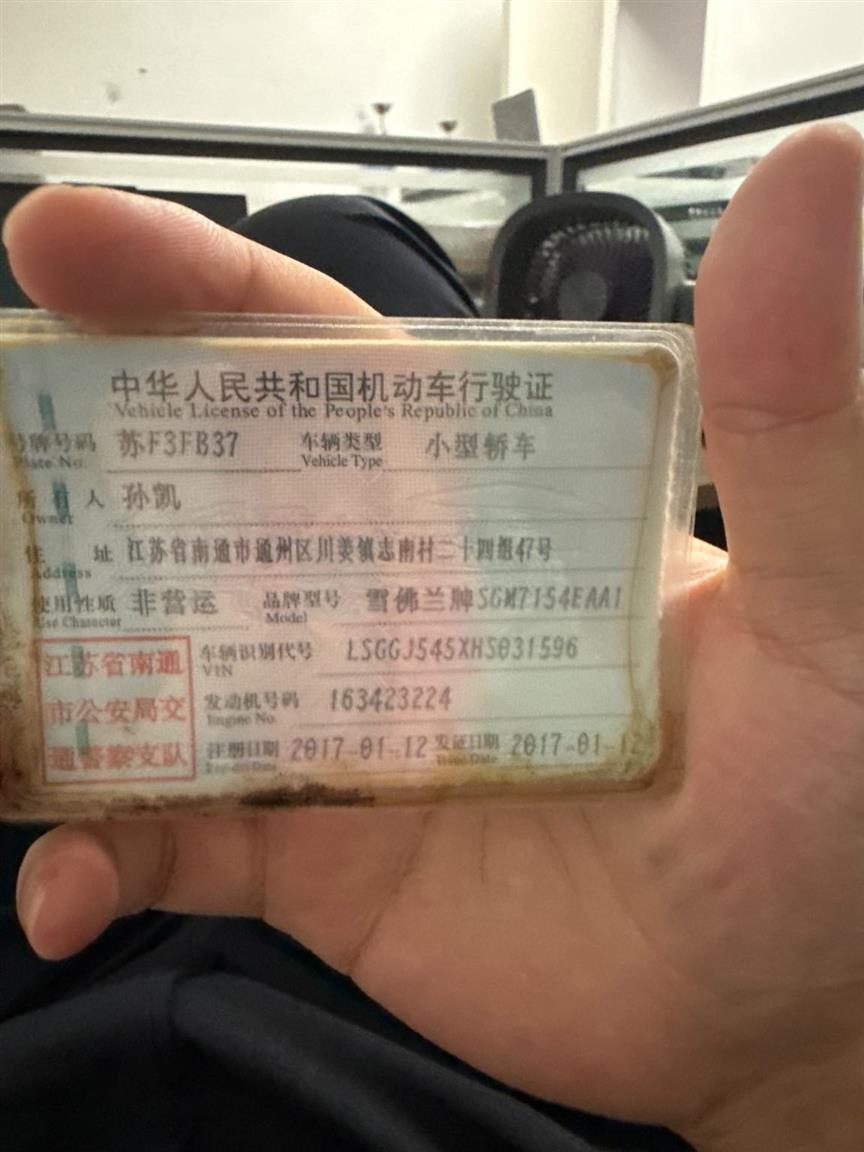 中华人民共和国机动车行驶证
Vehicle License of the People's Republic of China
号牌号码 苏F3FB37 车辆类型 小型轿车
Plate No. Vehicle Type
所有人 孙凯
Owner
住址 江苏省南通市通州区川姜镇志南村二十四组47号
Address
使用性质 非营运 品牌型号 雪佛兰牌SGM7154EAA1
Use Character Model
车辆识别代号 LSGGJ545XHS031596
VIN
发动机号码 163423224
Engine No.
注册日期 2017-01-12 发证日期 2017-01-12
Register Date Issue Date
江苏省南通
市公安局交
通警察支队